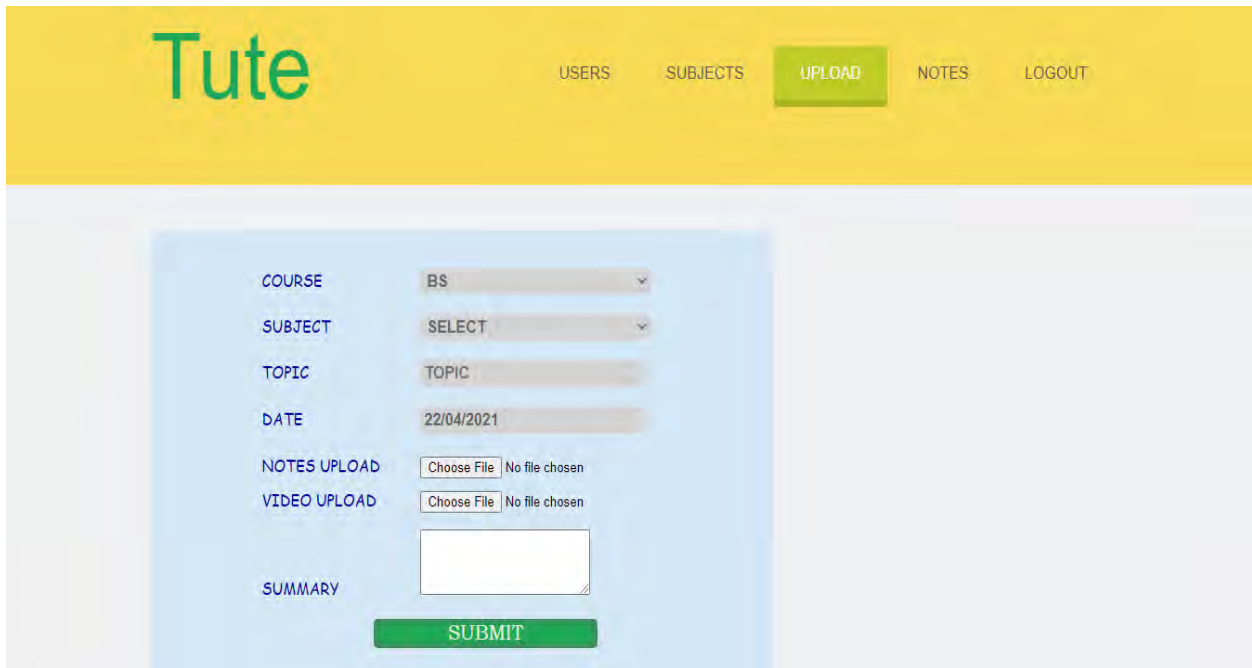 Tute
USERS SUBJECTS UPLOAD NOTES LOGOUT
COURSE BS
SUBJECT SELECT
TOPIC TOPIC
DATE 22/04/2021
NOTES UPLOAD Choose File No file chosen
VIDEO UPLOAD Choose File No file chosen
SUMMARY
SUBMIT